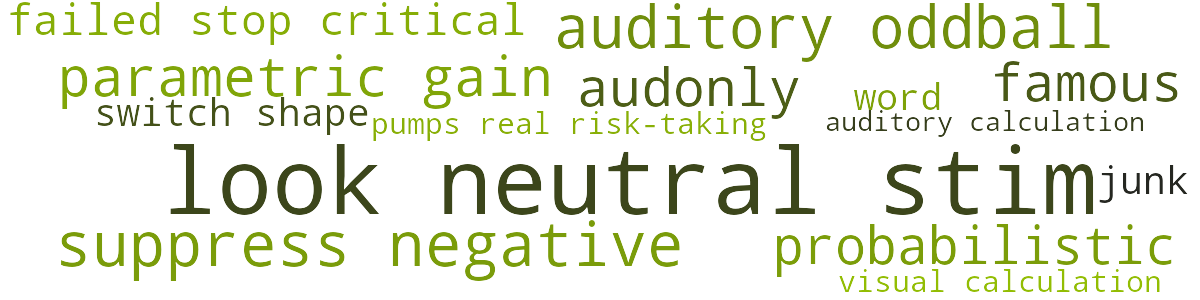 failed stop critical
auditory oddball
parametric gain
audonly
word
famous
switch shape
pumps real risk-taking
auditory calculation
look neutral stim
junk
suppress negative
probabilistic
visual calculation